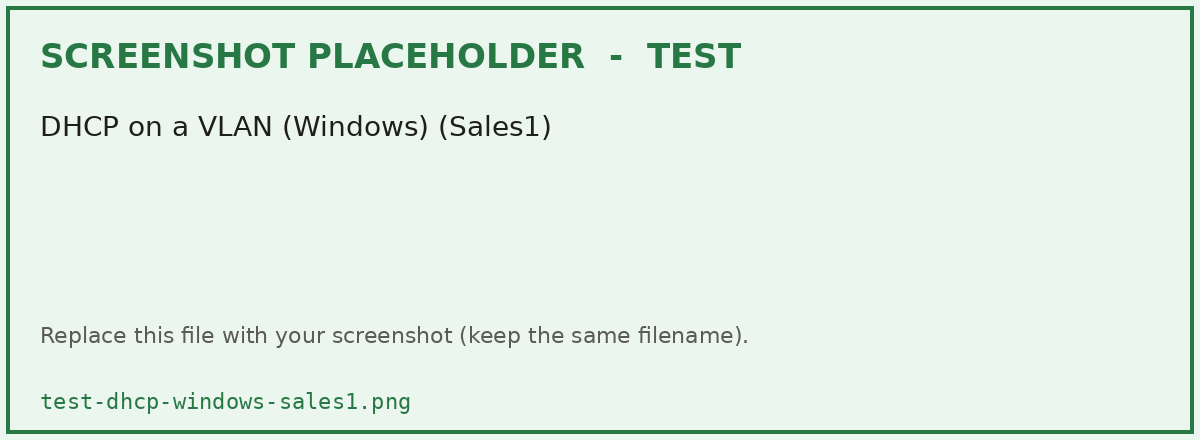 SCREENSHOT PLACEHOLDER - TEST
DHCP on a VLAN (Windows) (Sales1)
Replace this file with your screenshot (keep the same filename).
test-dhcp-windows-sales1.png